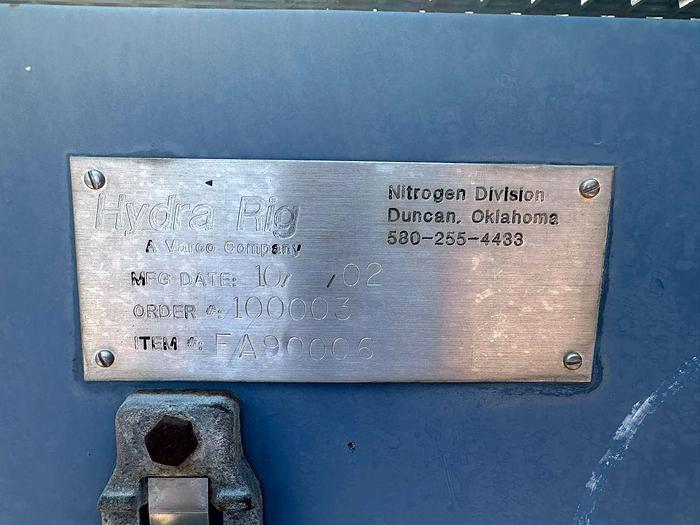 Hydra Rig
A Varco Company
MFG DATE: 10/ /02
ORDER #: 100003
ITEM #: FA90006
Nitrogen Division
Duncan, Oklahoma
580-255-4433